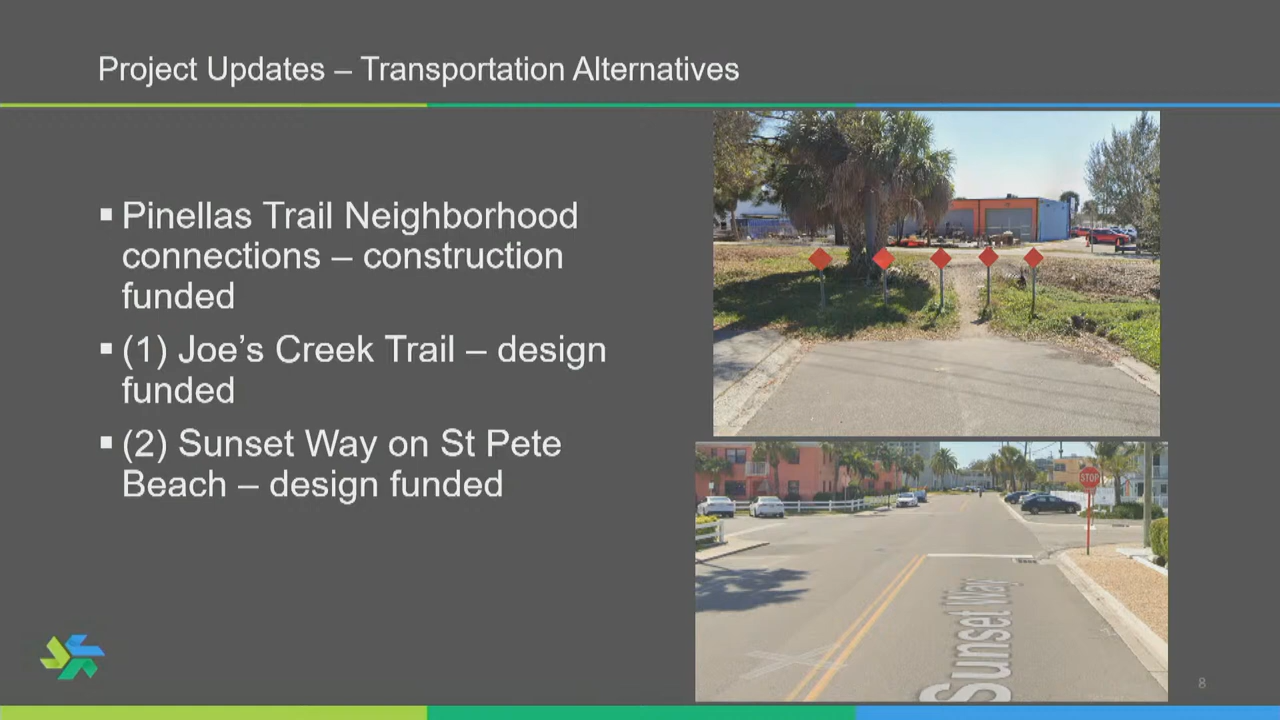 Project Updates – Transportation Alternatives
▪ Pinellas Trail Neighborhood
connections – construction
funded
▪ (1) Joe’s Creek Trail – design
funded
▪ (2) Sunset Way on St Pete
Beach – design funded
STOP
Sunset Way
8